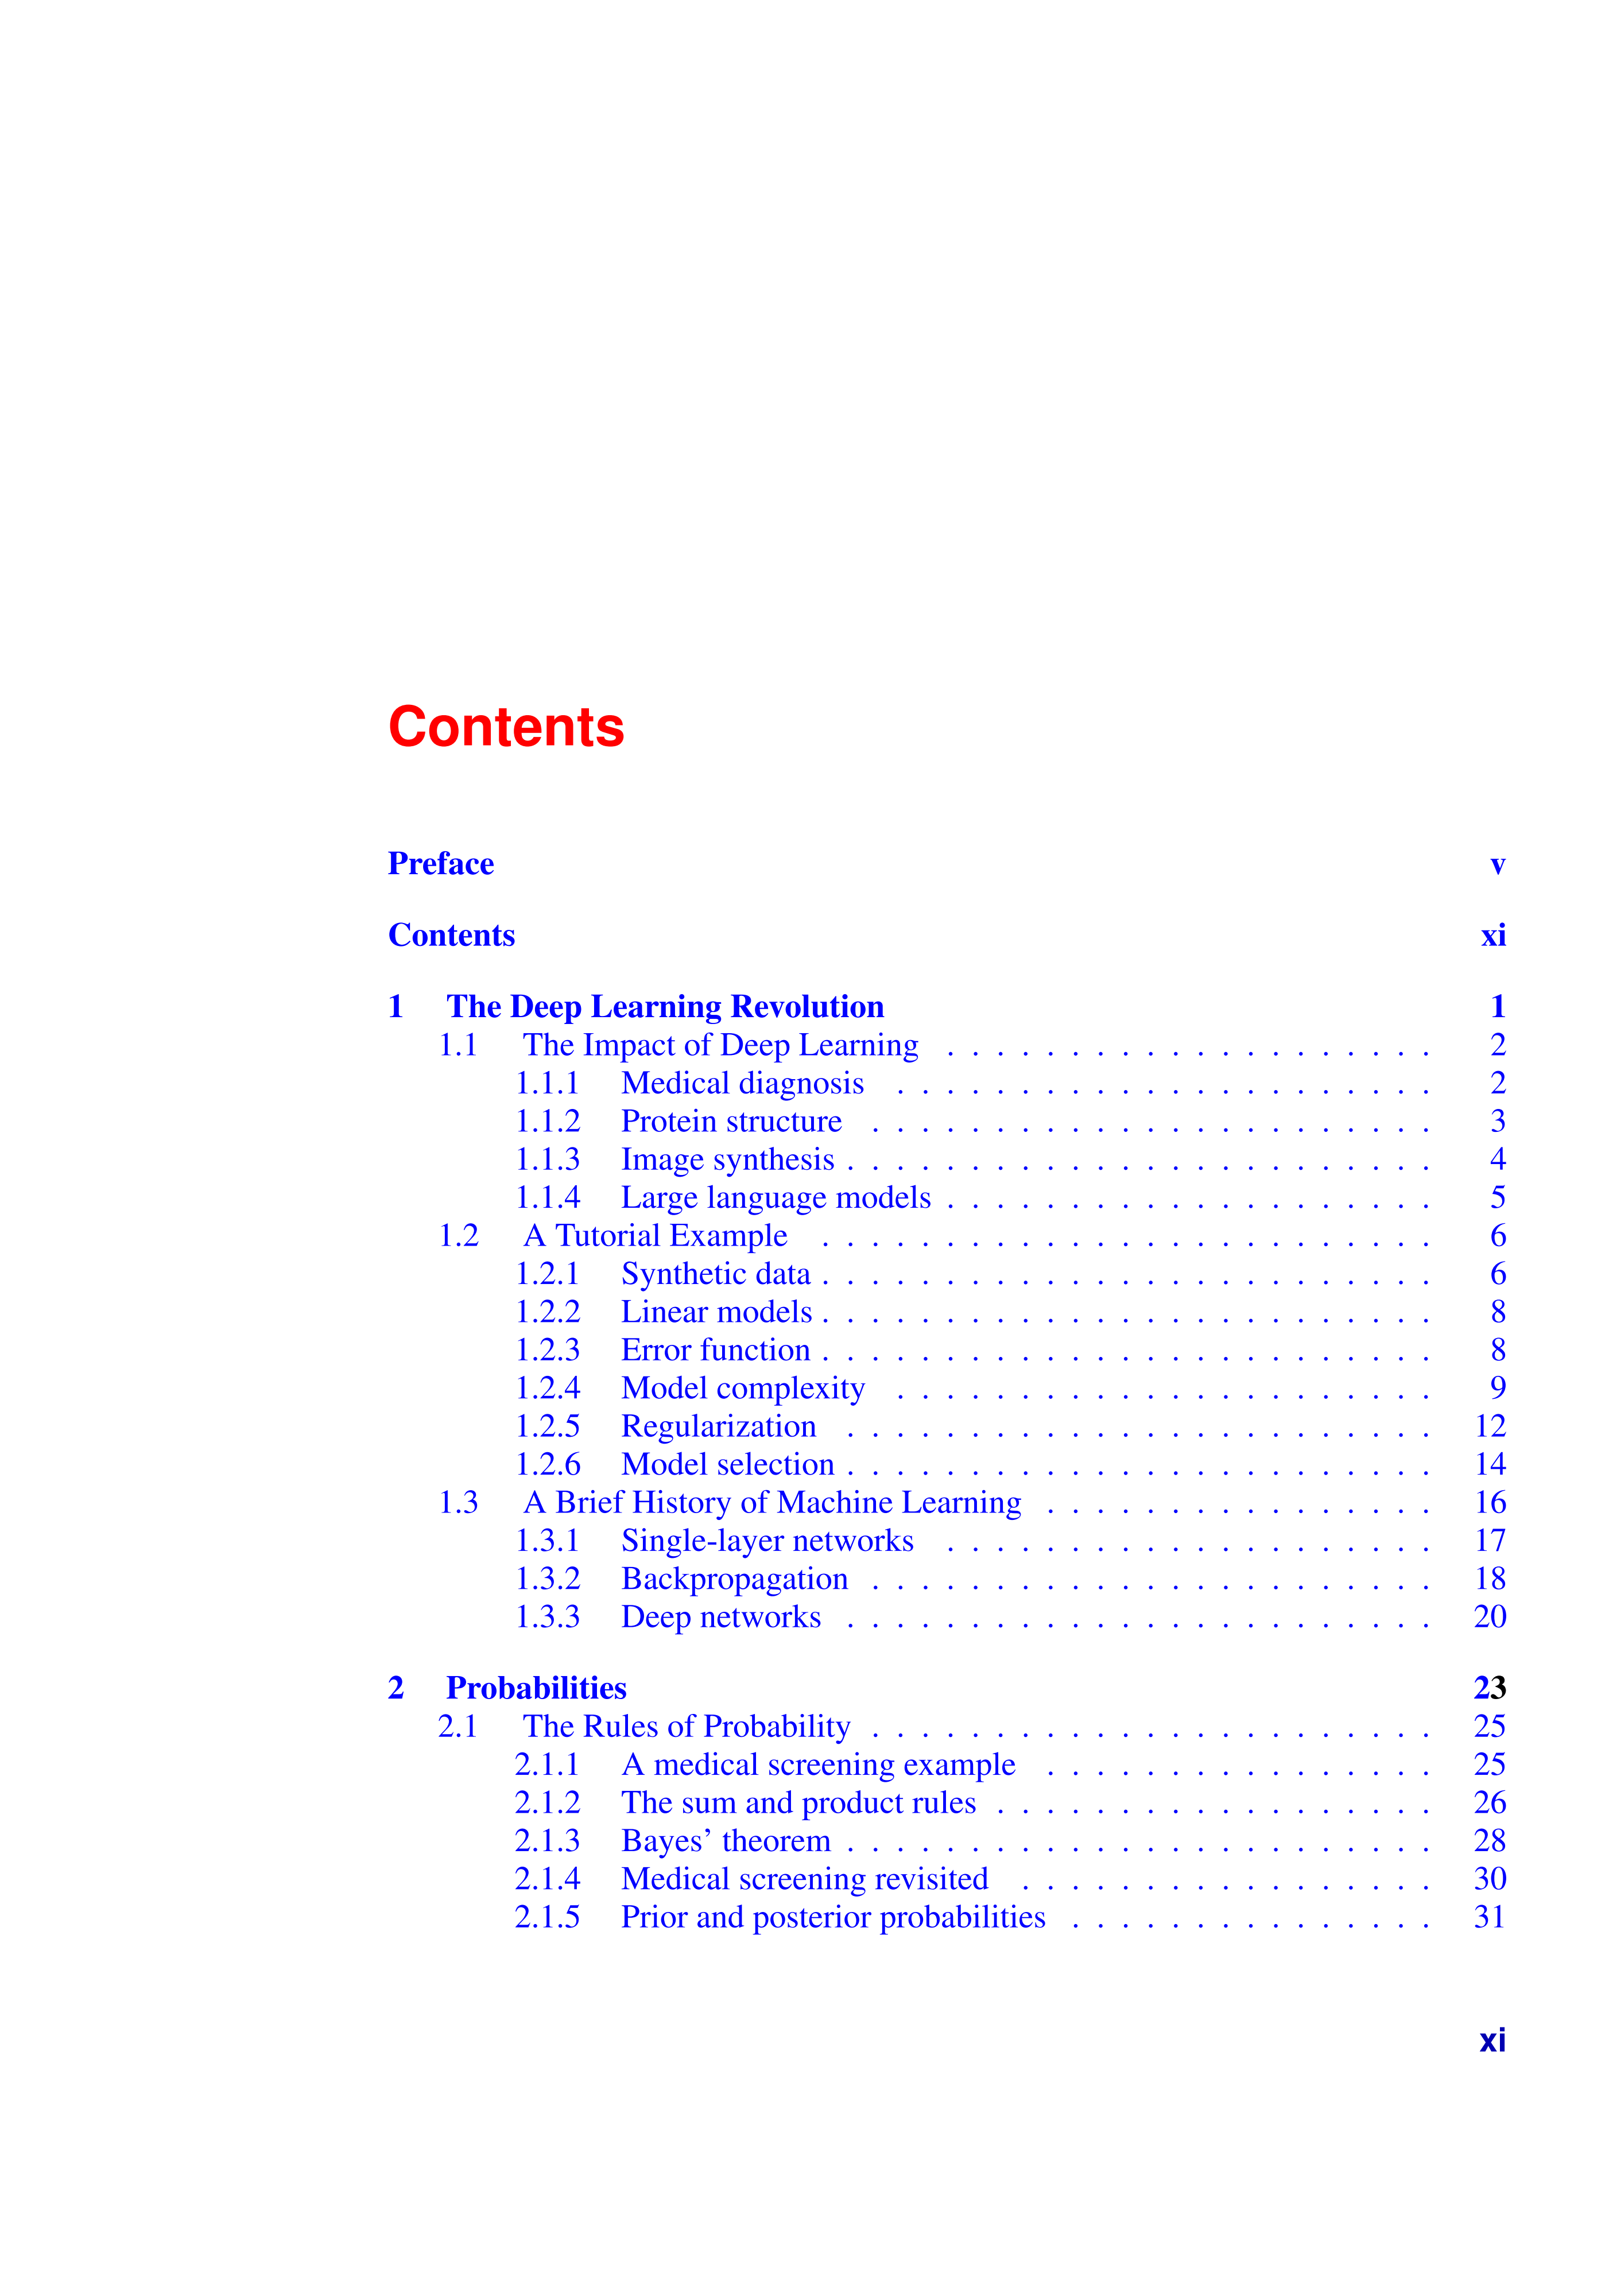 Contents
Preface v
Contents xi
1 The Deep Learning Revolution 1
1.1 The Impact of Deep Learning . . . . . . . . . . . . . . . . . . . . 2
1.1.1 Medical diagnosis . . . . . . . . . . . . . . . . . . . . . . 2
1.1.2 Protein structure . . . . . . . . . . . . . . . . . . . . . . . 3
1.1.3 Image synthesis . . . . . . . . . . . . . . . . . . . . . . . . 4
1.1.4 Large language models . . . . . . . . . . . . . . . . . . . . 5
1.2 A Tutorial Example . . . . . . . . . . . . . . . . . . . . . . . . . 6
1.2.1 Synthetic data . . . . . . . . . . . . . . . . . . . . . . . . . 6
1.2.2 Linear models . . . . . . . . . . . . . . . . . . . . . . . . . 8
1.2.3 Error function . . . . . . . . . . . . . . . . . . . . . . . . . 8
1.2.4 Model complexity . . . . . . . . . . . . . . . . . . . . . . 9
1.2.5 Regularization . . . . . . . . . . . . . . . . . . . . . . . . 12
1.2.6 Model selection . . . . . . . . . . . . . . . . . . . . . . . . 14
1.3 A Brief History of Machine Learning . . . . . . . . . . . . . . . . 16
1.3.1 Single-layer networks . . . . . . . . . . . . . . . . . . . . 17
1.3.2 Backpropagation . . . . . . . . . . . . . . . . . . . . . . . 18
1.3.3 Deep networks . . . . . . . . . . . . . . . . . . . . . . . . 20
2 Probabilities 23
2.1 The Rules of Probability . . . . . . . . . . . . . . . . . . . . . . . 25
2.1.1 A medical screening example . . . . . . . . . . . . . . . . 25
2.1.2 The sum and product rules . . . . . . . . . . . . . . . . . . 26
2.1.3 Bayes’ theorem . . . . . . . . . . . . . . . . . . . . . . . . 28
2.1.4 Medical screening revisited . . . . . . . . . . . . . . . . . 30
2.1.5 Prior and posterior probabilities . . . . . . . . . . . . . . . 31
xi